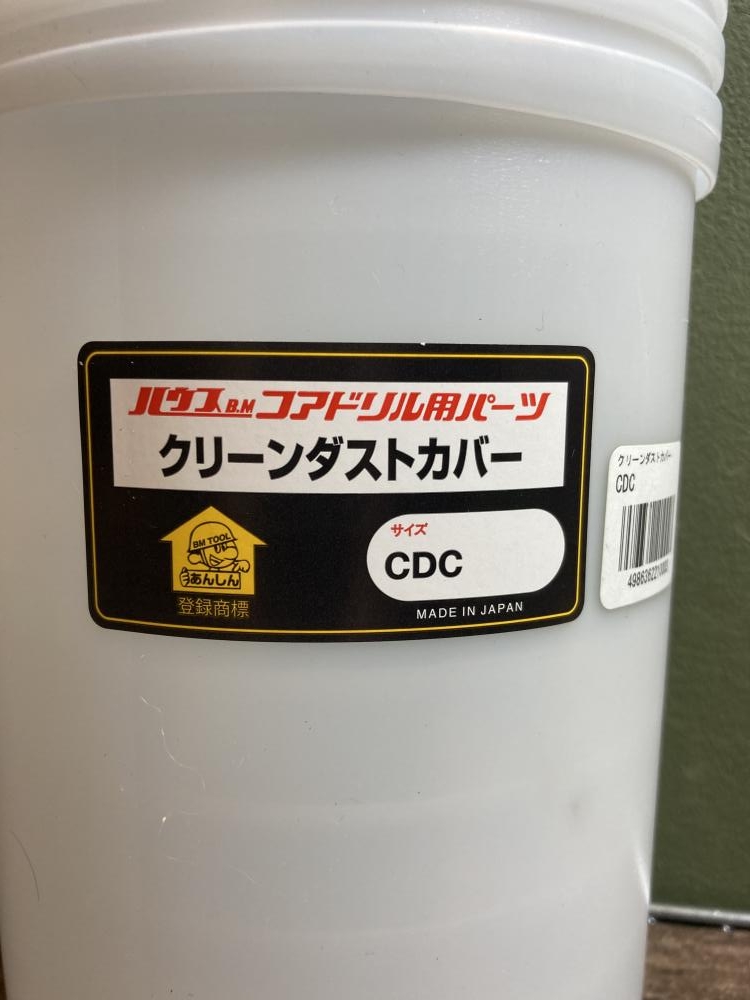 ハウスB.M コアドリル用パーツ
クリーンダストカバー
BM TOOL
あんしん
登録商標
サイズ
CDC
MADE IN JAPAN
クリーンダストカバー
CDC